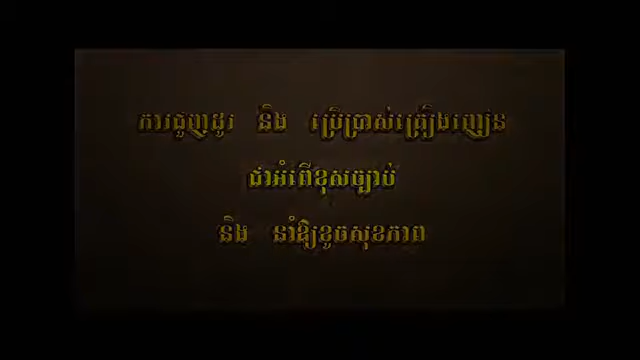 ការជួញដូរ និង ប្រើប្រាស់គ្រឿងញៀន
ជាអំពើខុសច្បាប់
និង នាំឱ្យខូចសុខភាព